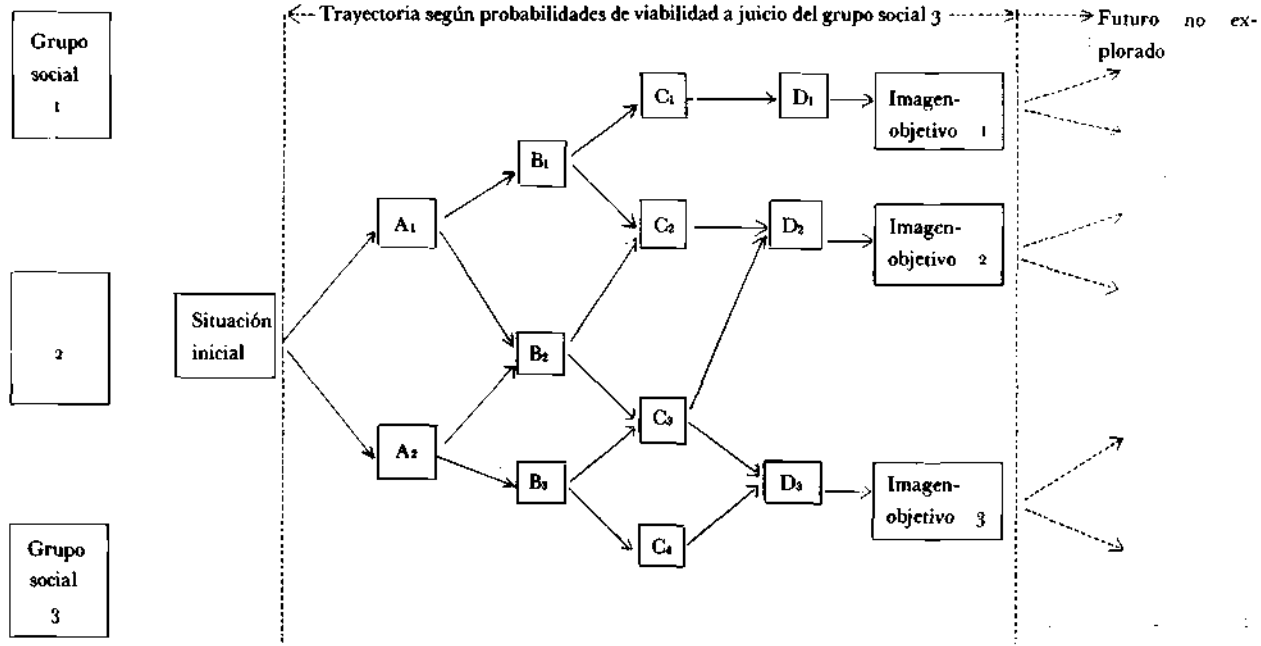 Trayectoria según probabilidades de viabilidad a juicio del grupo social 3
Futuro no ex-
plorado
Grupo
social
1
2
Grupo
social
3
Situación
inicial
A1
A2
B1
B2
B3
C1
C2
C3
C4
D1
D2
D3
Imagen-
objetivo 1
Imagen-
objetivo 2
Imagen-
objetivo 3